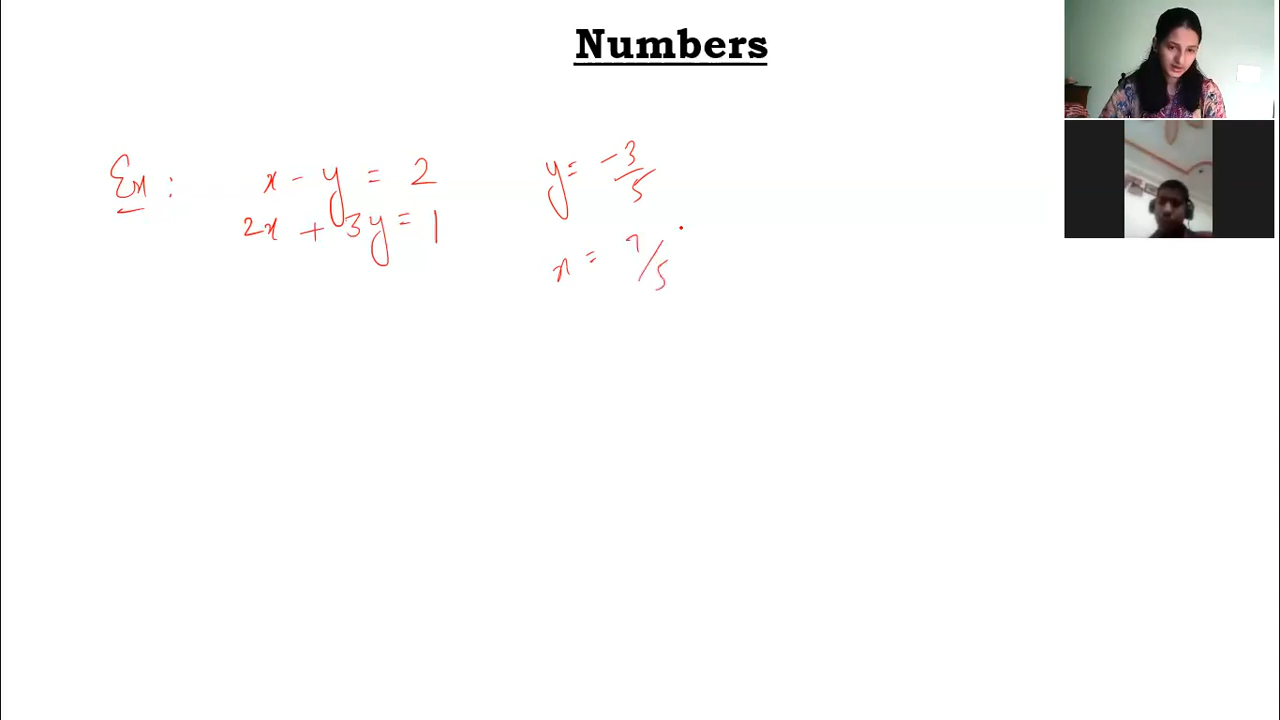 Numbers
Ex : x - y = 2
2x + 3y = 1
y = -3/5
x = 7/5